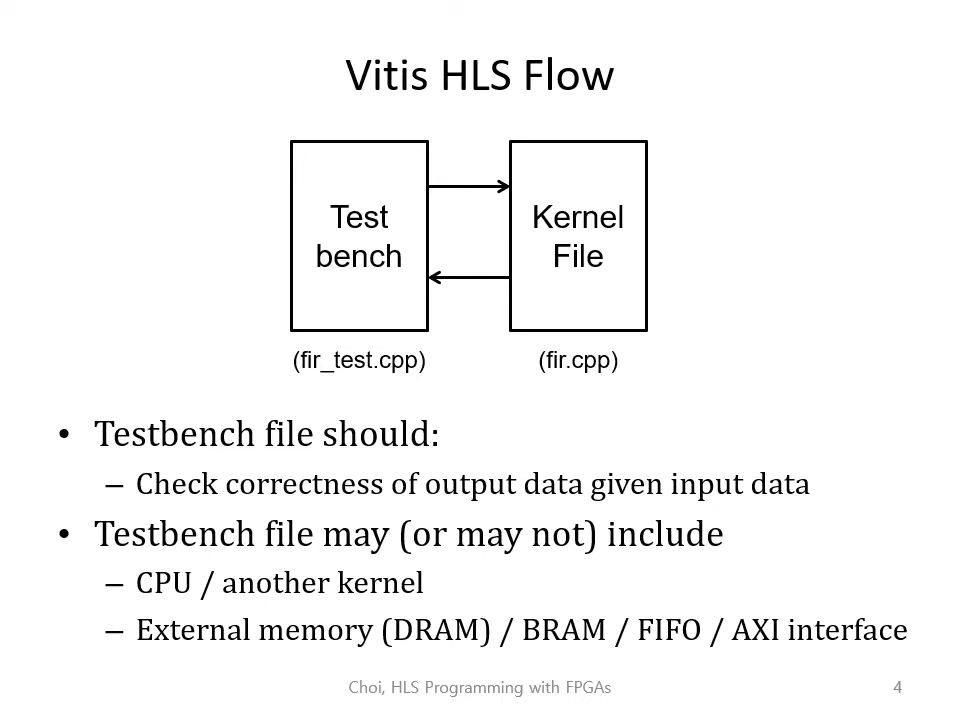 Vitis HLS Flow
Test
bench
Kernel
File
(fir_test.cpp)
(fir.cpp)
• Testbench file should:
– Check correctness of output data given input data
• Testbench file may (or may not) include
– CPU / another kernel
– External memory (DRAM) / BRAM / FIFO / AXI interface
Choi, HLS Programming with FPGAs
4